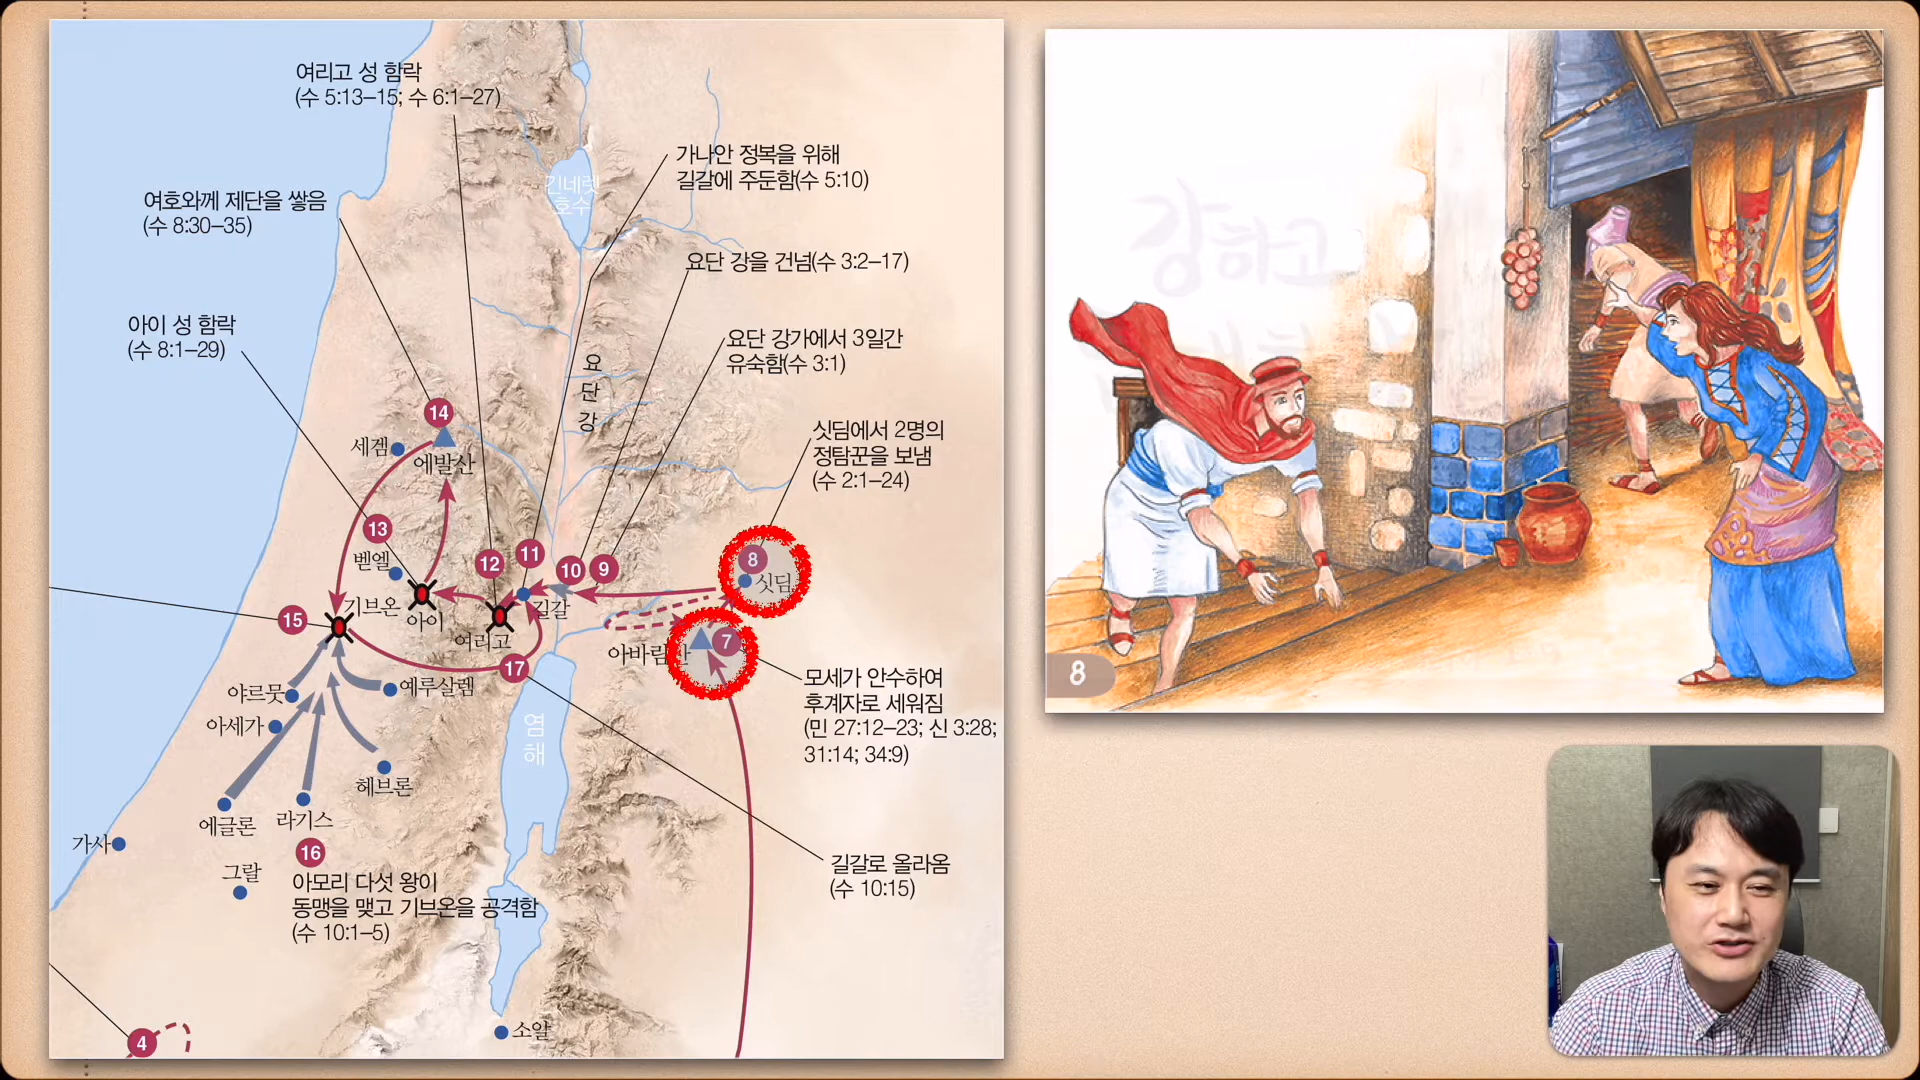 여리고 성 함락
(수 5:13–15; 수 6:1–27)
가나안 정복을 위해
길갈에 주둔함(수 5:10)
긴네렛
호수
여호와께 제단을 쌓음
(수 8:30–35)
요단 강을 건넘(수 3:2–17)
아이 성 함락
(수 8:1–29)
요단 강가에서 3일간
유숙함(수 3:1)
요
단
강
싯딤에서 2명의
정탐꾼을 보냄
(수 2:1–24)
14
세겜
에발산
13
벧엘
12
11
10
9
8
싯딤
기브온
아이
여리고
길갈
15
17
아바림산
7
모세가 안수하여
후계자로 세워짐
(민 27:12–23; 신 3:28;
31:14; 34:9)
야르뭇
예루살렘
아세가
염
해
헤브론
에글론
라기스
가사
16
그랄
아모리 다섯 왕이
동맹을 맺고 기브온을 공격함
(수 10:1–5)
길갈로 올라옴
(수 10:15)
소알
4
강하고
8